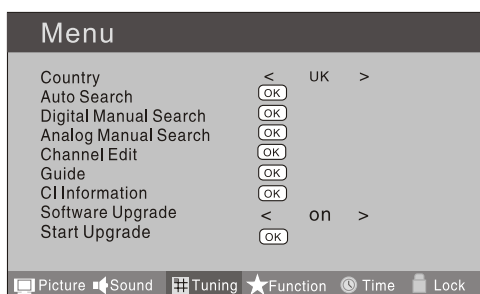 Menu
Country < UK >
Auto Search OK
Digital Manual Search OK
Analog Manual Search OK
Channel Edit OK
Guide OK
CI Information OK
Software Upgrade < on >
Start Upgrade OK
Picture Sound Tuning Function Time Lock